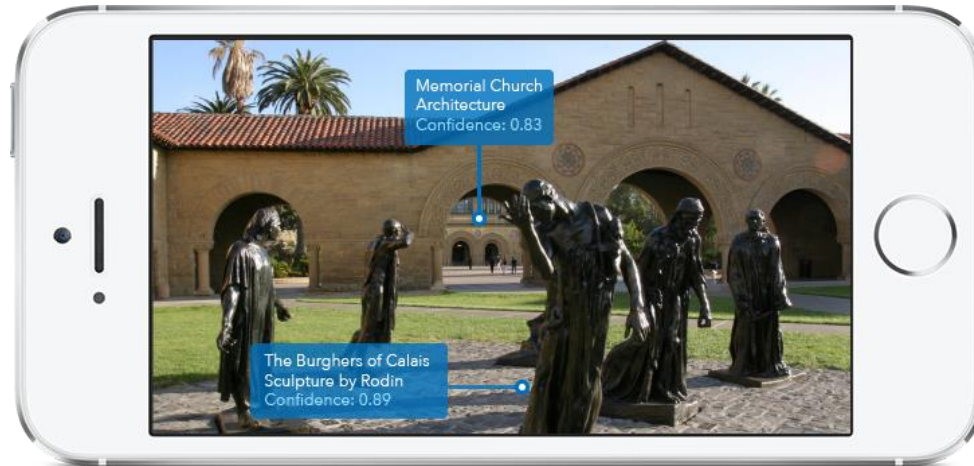 Memorial Church
Architecture
Confidence: 0.83
The Burghers of Calais
Sculpture by Rodin
Confidence: 0.89